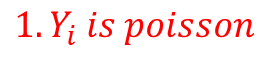 1. Yᵢ is poisson